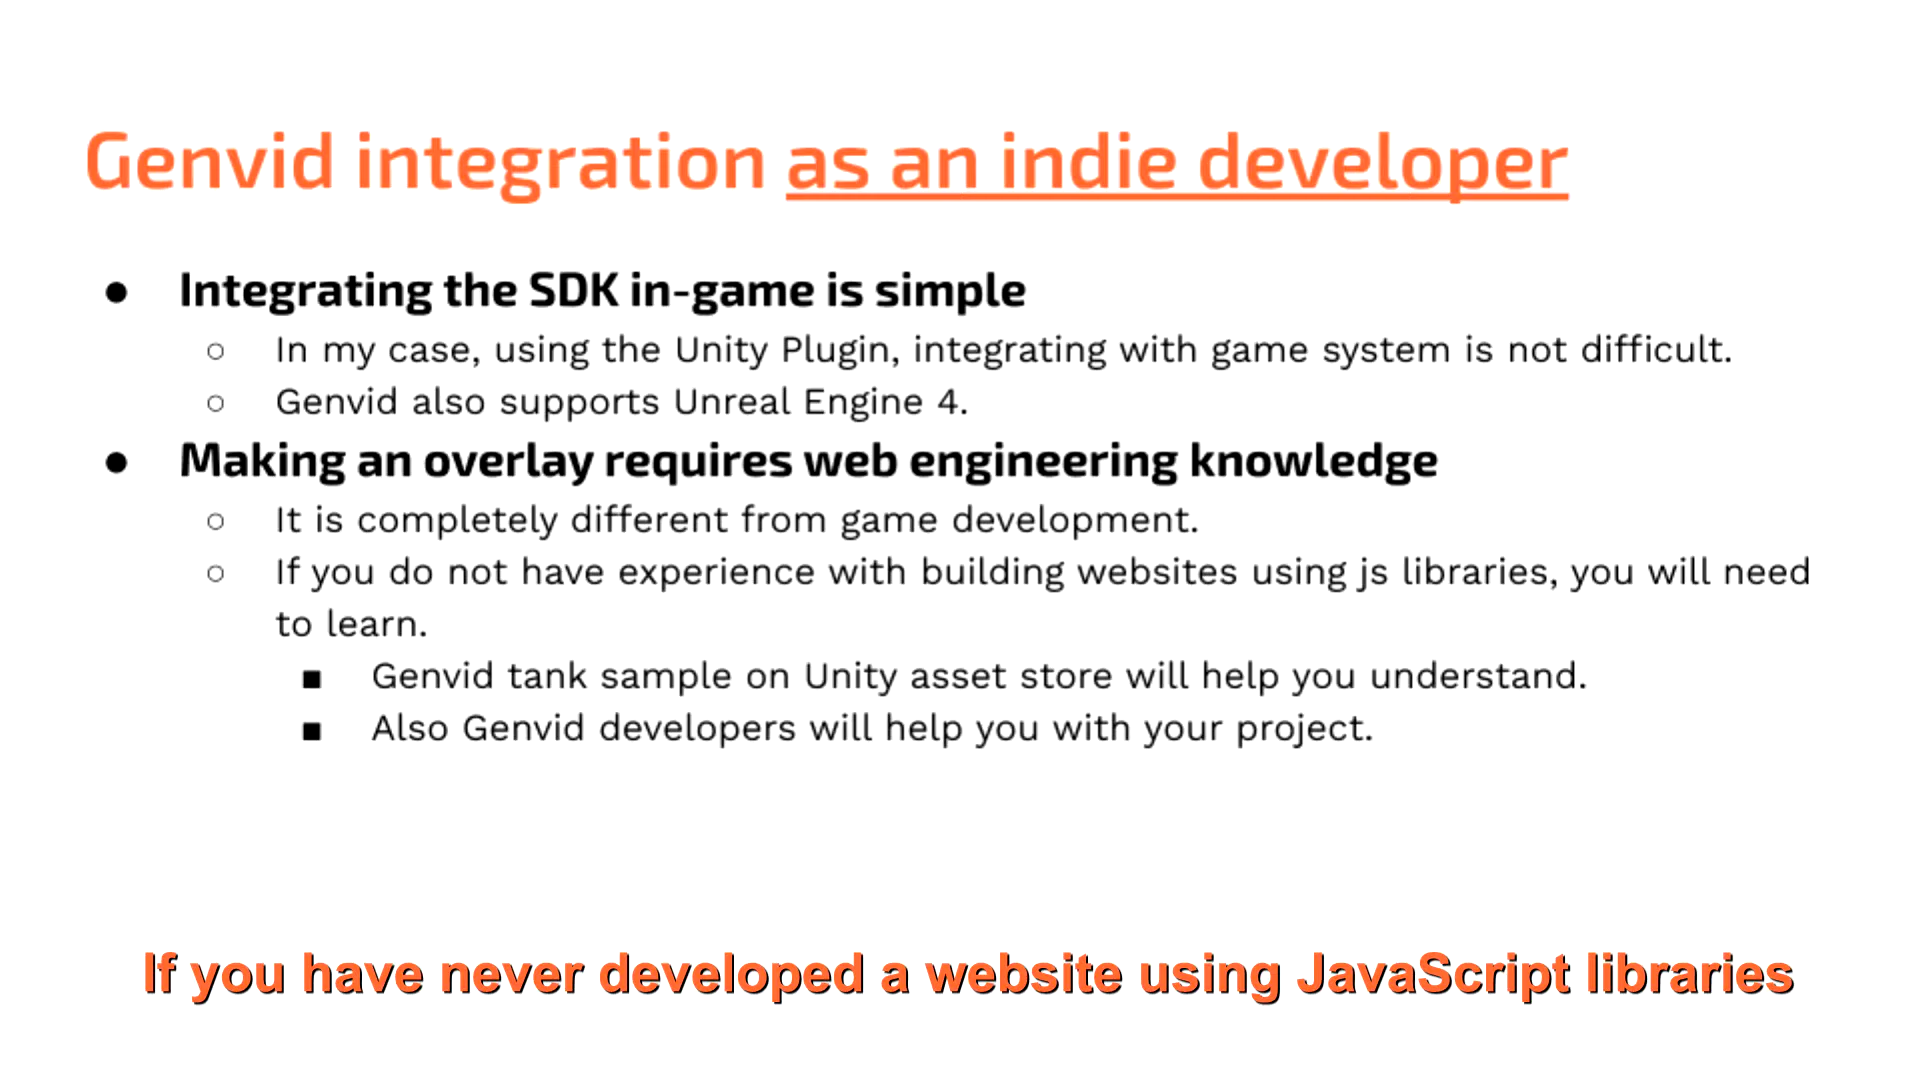 Genvid integration as an indie developer
● Integrating the SDK in-game is simple
○ In my case, using the Unity Plugin, integrating with game system is not difficult.
○ Genvid also supports Unreal Engine 4.
● Making an overlay requires web engineering knowledge
○ It is completely different from game development.
○ If you do not have experience with building websites using js libraries, you will need
to learn.
■ Genvid tank sample on Unity asset store will help you understand.
■ Also Genvid developers will help you with your project.
If you have never developed a website using JavaScript libraries